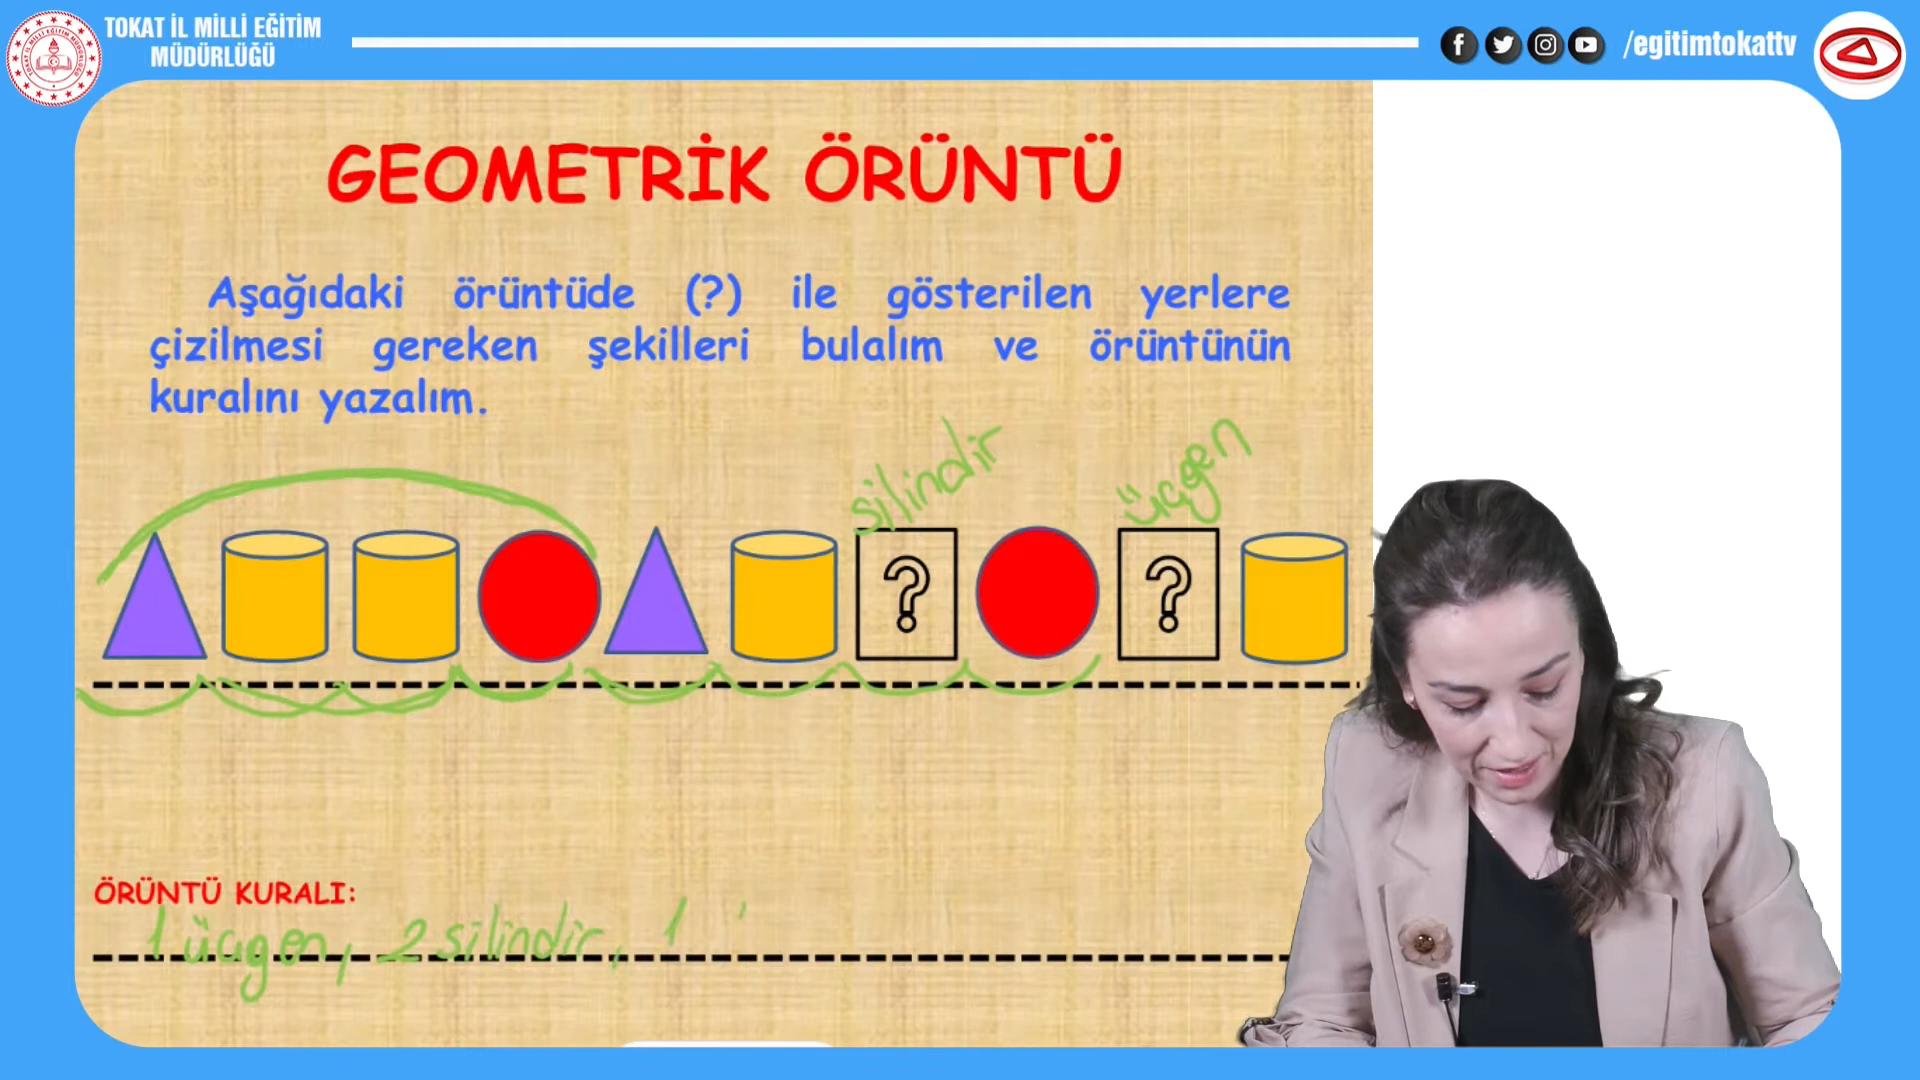 TOKAT İL MİLLİ EĞİTİM
MÜDÜRLÜĞÜ
/egitimtokattv
GEOMETRİK ÖRÜNTÜ
Aşağıdaki örüntüde (?) ile gösterilen yerlere
çizilmesi gereken şekilleri bulalım ve örüntünün
kuralını yazalım.
silindir üçgen
? ?
ÖRÜNTÜ KURALI:
1 üçgen, 2 silindir, 1